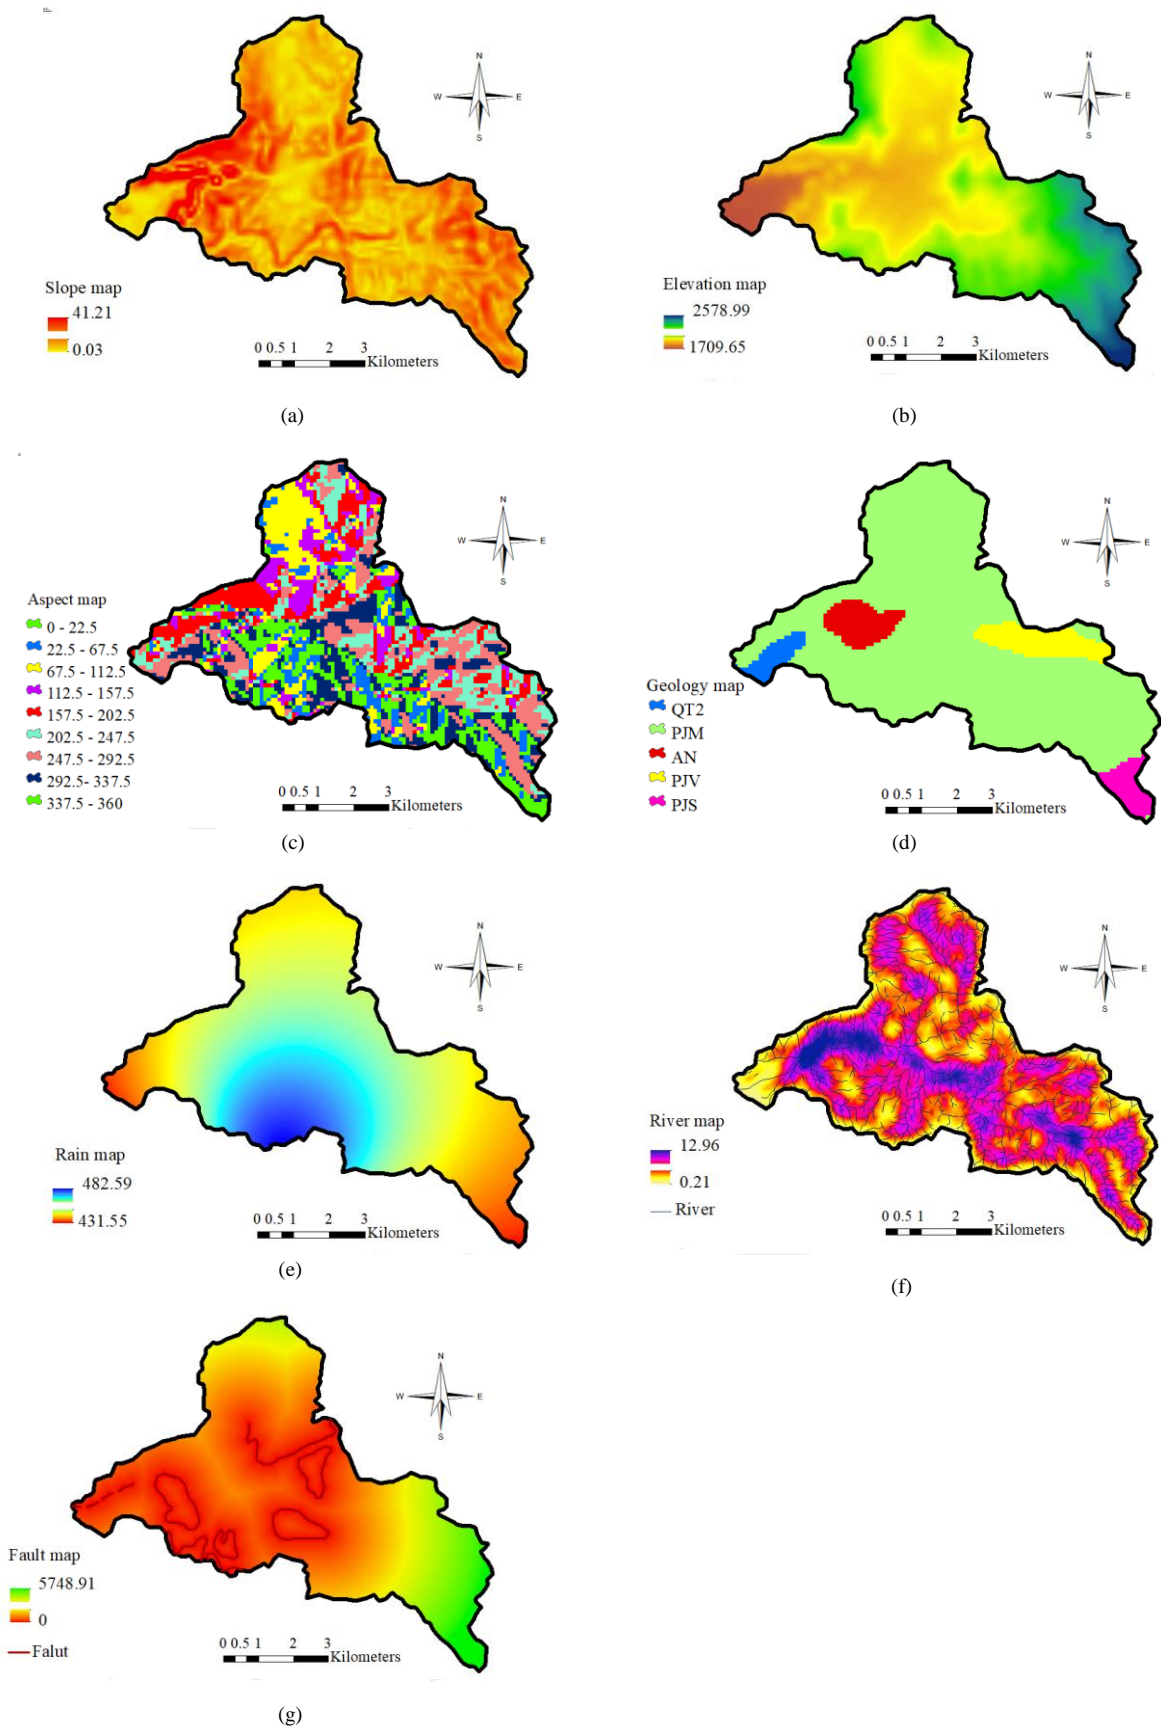 N
W E
S
Slope map
41.21
0.03
0 0.5 1 2 3
Kilometers
(a)
N
W E
S
Elevation map
2578.99
1709.65
0 0.5 1 2 3
Kilometers
(b)
N
W E
S
Aspect map
0 - 22.5
22.5 - 67.5
67.5 - 112.5
112.5 - 157.5
157.5 - 202.5
202.5 - 247.5
247.5 - 292.5
292.5- 337.5
337.5 - 360
0 0.5 1 2 3
Kilometers
(c)
N
W E
S
Geology map
QT2
PJM
AN
PJV
PJS
0 0.5 1 2 3
Kilometers
(d)
N
W E
S
Rain map
482.59
431.55
0 0.5 1 2 3
Kilometers
(e)
N
W E
S
River map
12.96
0.21
River
0 0.5 1 2 3
Kilometers
(f)
N
W E
S
Fault map
5748.91
0
Falut
0 0.5 1 2 3
Kilometers
(g)